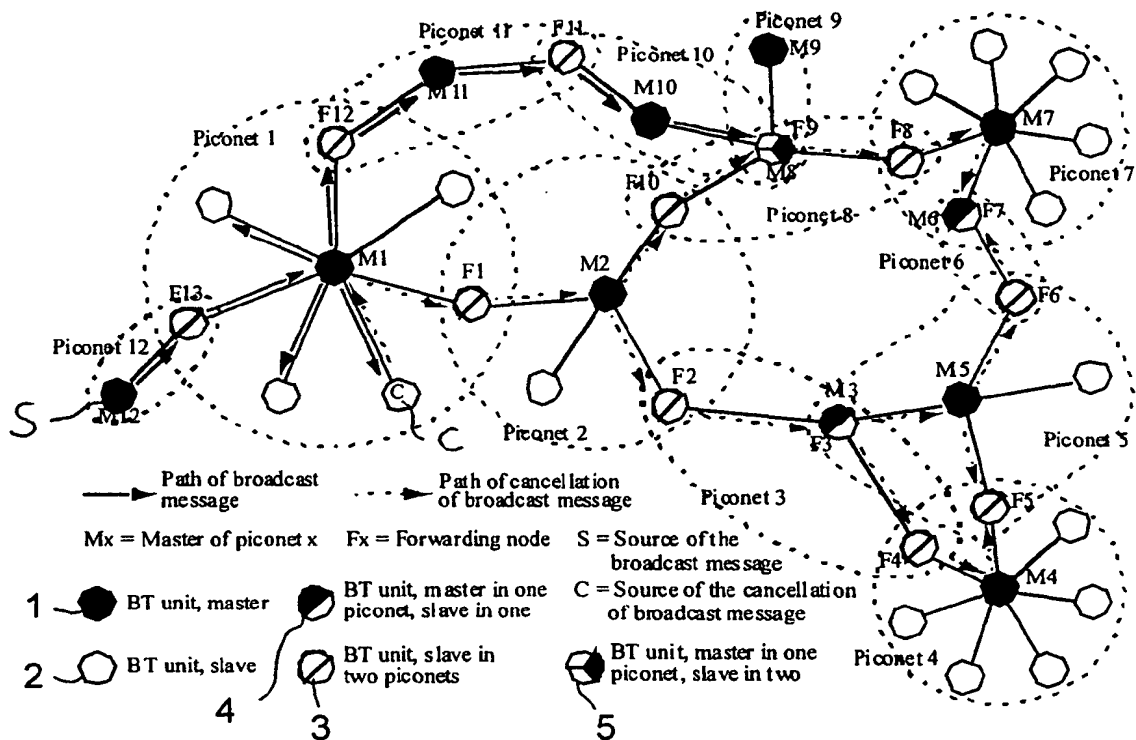 Piconet 11
F11
Piconet 10
Piconet 9
M9
M11
M10
F12
Piconet 1
F9
M8
F8
M7
Piconet 7
F10
Piconet 8
M6
F7
Piconet 6
M1
F1
M2
F6
E13
Piconet 12
M12
S
C
C
Piconet 2
F2
M3
F3
M5
Piconet 5
Piconet 3
F5
F4
M4
Piconet 4
Path of broadcast
message
Path of cancellation
of broadcast message
Mx = Master of piconet x
Fx = Forwarding node
S = Source of the
broadcast message
C = Source of the cancellation
of broadcast message
1
BT unit, master
BT unit, master in one
piconet, slave in one
2
BT unit, slave
4
BT unit, slave in
two piconets
3
BT unit, master in one
piconet, slave in two
5